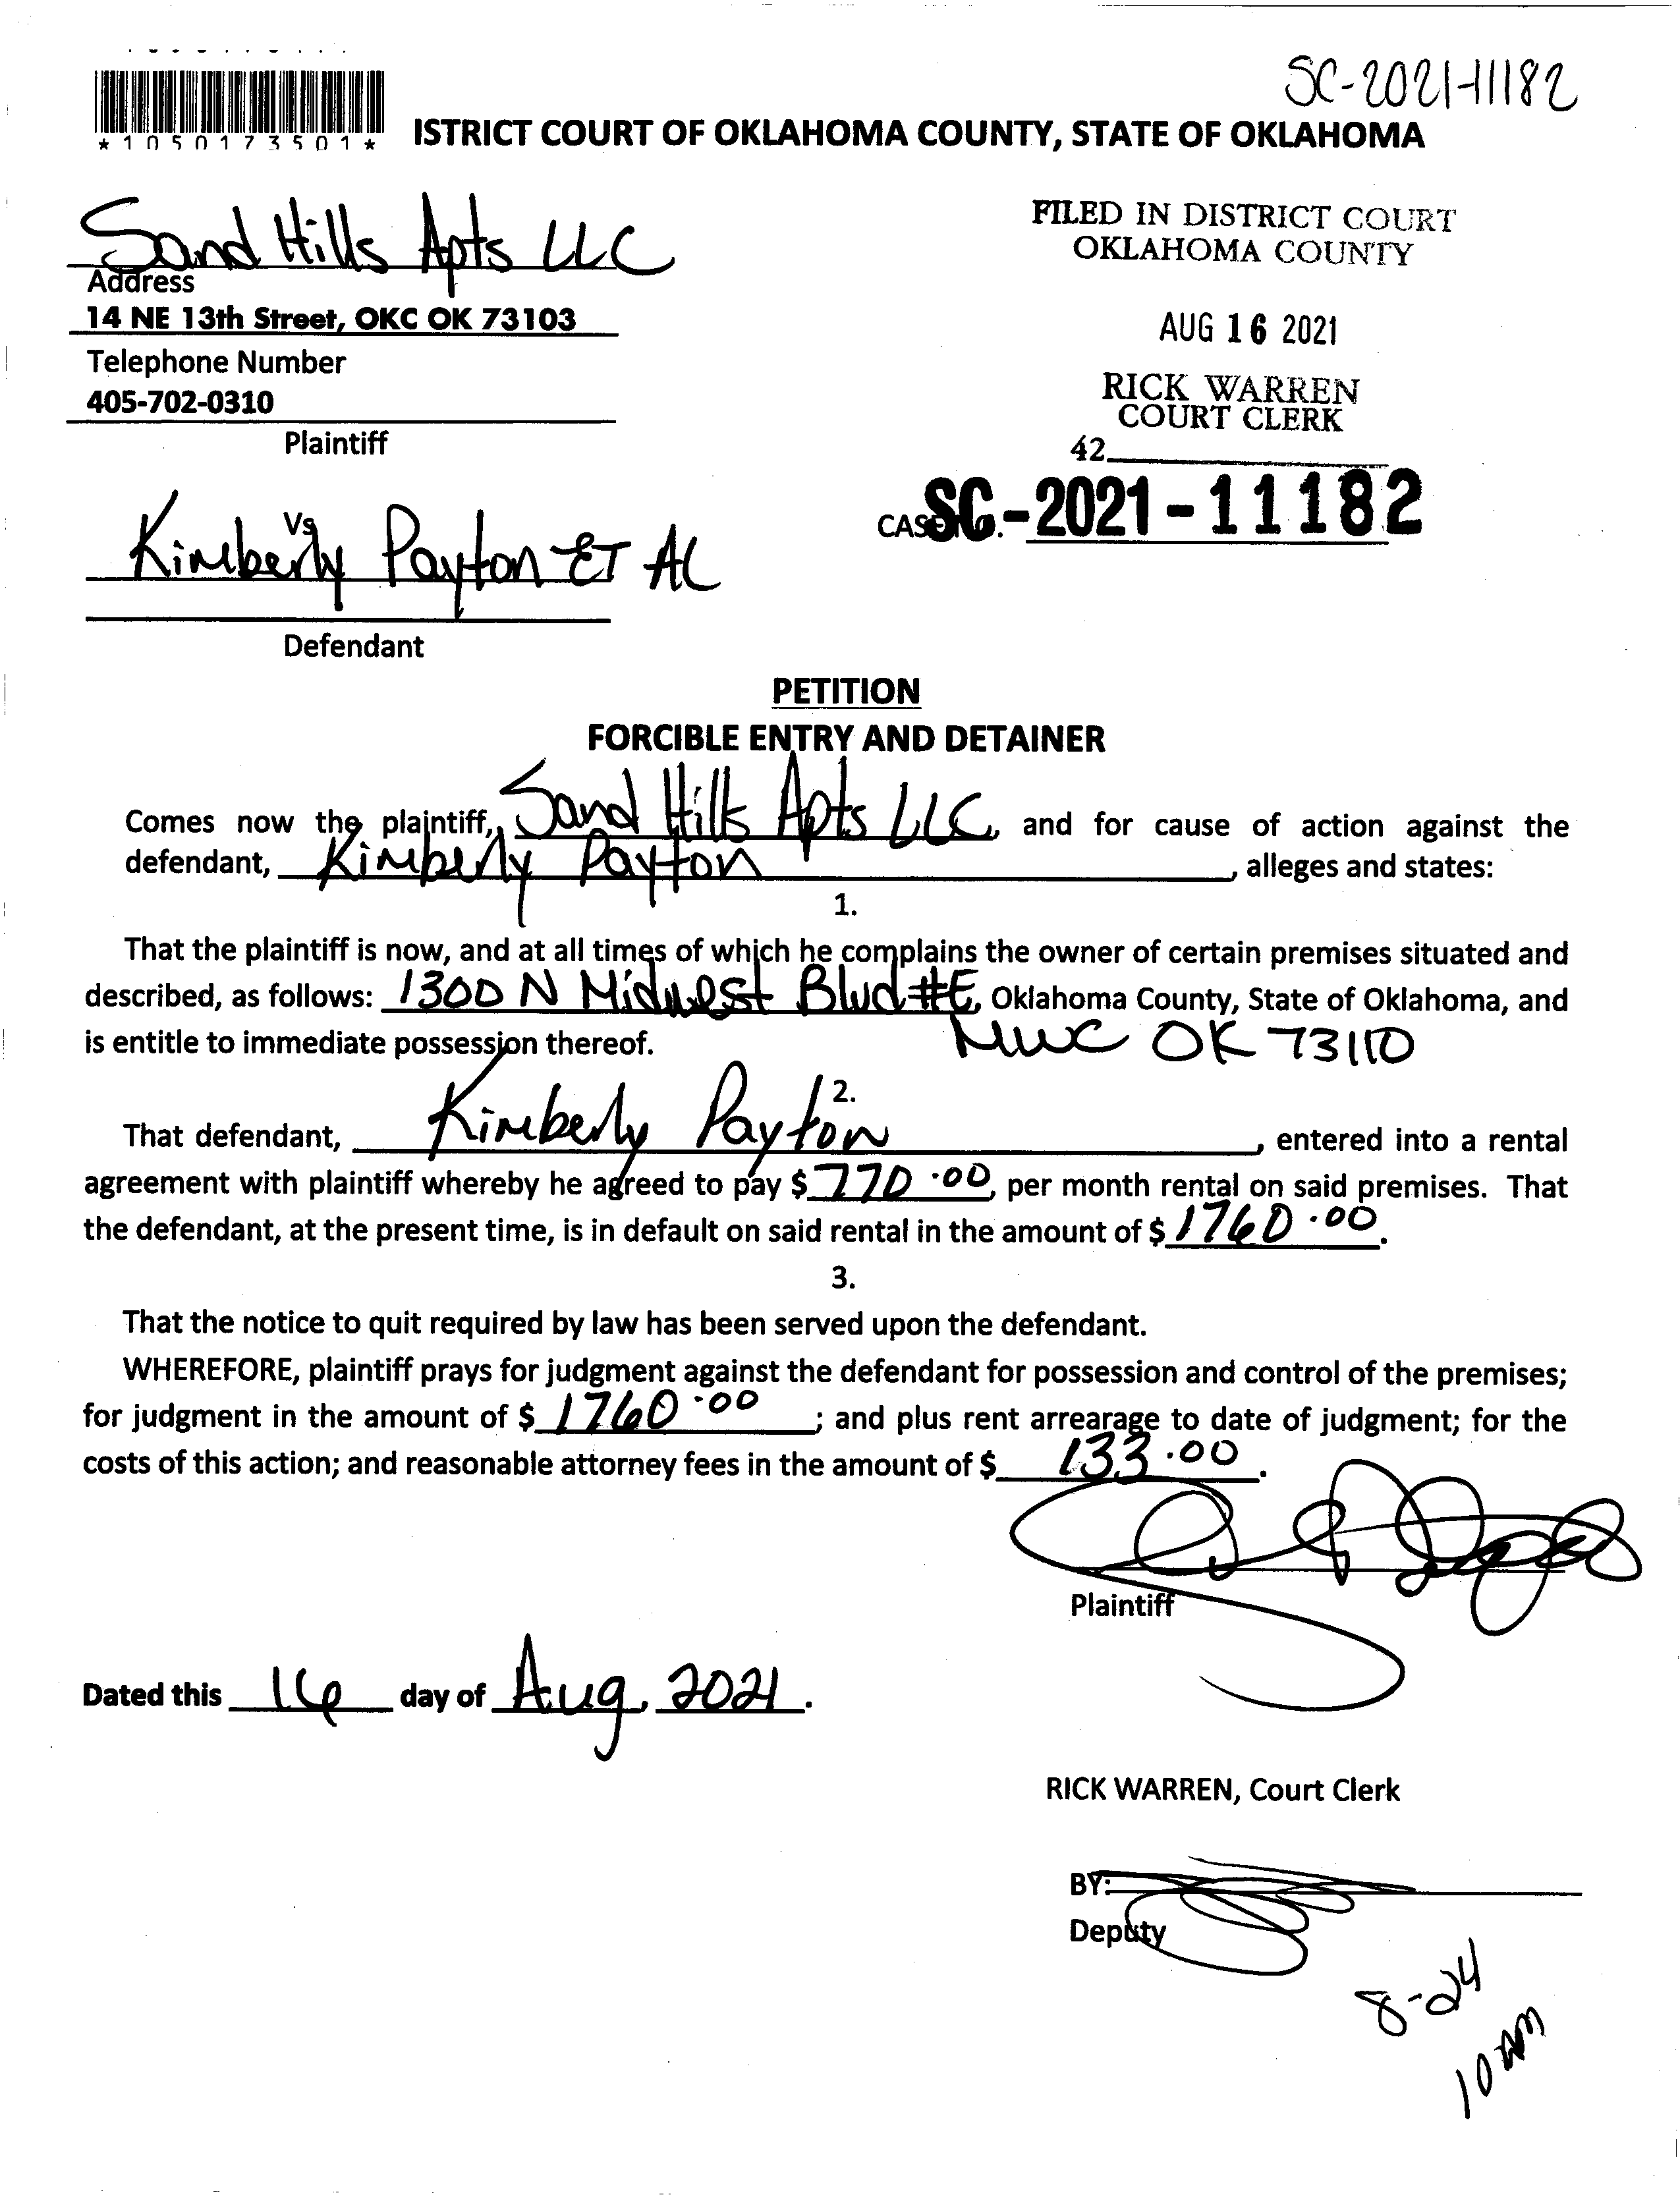 SC-2021-11182
*1050173501*
ISTRICT COURT OF OKLAHOMA COUNTY, STATE OF OKLAHOMA
Sand Hills Apts LLC
Address
14 NE 13th Street, OKC OK 73103
Telephone Number
405-702-0310
Plaintiff
FILED IN DISTRICT COURT
OKLAHOMA COUNTY
AUG 16 2021
RICK WARREN
COURT CLERK
42
CASE NO. SC-2021-11182
Vs
Kimberly Payton ET AL
Defendant
PETITION
FORCIBLE ENTRY AND DETAINER
Comes now the plaintiff, Sand Hills Apts LLC, and for cause of action against the
defendant, Kimberly Payton, alleges and states:
1.
That the plaintiff is now, and at all times of which he complains the owner of certain premises situated and
described, as follows: 1300 N Midwest Blvd #E, Oklahoma County, State of Oklahoma, and
is entitle to immediate possession thereof. MWC OK 73110
2.
That defendant, Kimberly Payton, entered into a rental
agreement with plaintiff whereby he agreed to pay $ 770.00, per month rental on said premises. That
the defendant, at the present time, is in default on said rental in the amount of $ 1760.00.
3.
That the notice to quit required by law has been served upon the defendant.
WHEREFORE, plaintiff prays for judgment against the defendant for possession and control of the premises;
for judgment in the amount of $ 1760.00; and plus rent arrearage to date of judgment; for the
costs of this action; and reasonable attorney fees in the amount of $ 133.00.
Plaintiff
Dated this 16 day of Aug, 2021.
RICK WARREN, Court Clerk
BY:
Deputy
8-24
10 AM